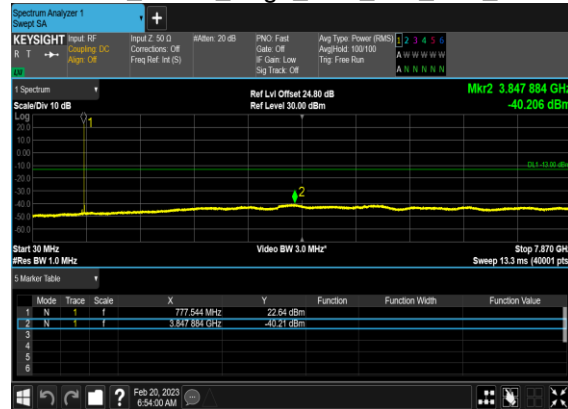 Spectrum Analyzer 1
Swept SA
+
KEYSIGHT Input: RF Input Z: 50 Ω #Atten: 20 dB PNO: Fast Avg Type: Power (RMS) 1 2 3 4 5 6
R T Coupling: DC Corrections: Off Gate: Off Avg|Hold: 100/100 A W W W W W
Align: Off Freq Ref: Int (S) IF Gain: Low Trig: Free Run
Sig Track: Off A N N N N N
LW
1 Spectrum Ref Lvl Offset 24.80 dB Mkr2 3.847 884 GHz
Scale/Div 10 dB Ref Level 30.00 dBm -40.206 dBm
Log
20.0
10.0
0.00
-10.0
-20.0
-30.0
-40.0
-50.0
-60.0
1
DL1 -13.00 dBm
2
Start 30 MHz Video BW 3.0 MHz* Stop 7.870 GHz
#Res BW 1.0 MHz Sweep 13.3 ms (40001 pts)
5 Marker Table
Mode Trace Scale X Y Function Function Width Function Value
1 N 1 f 777.544 MHz 22.64 dBm
2 N 1 f 3.847 884 GHz -40.21 dBm
3
4
5
6
? Feb 20, 2023
6:54:00 AM